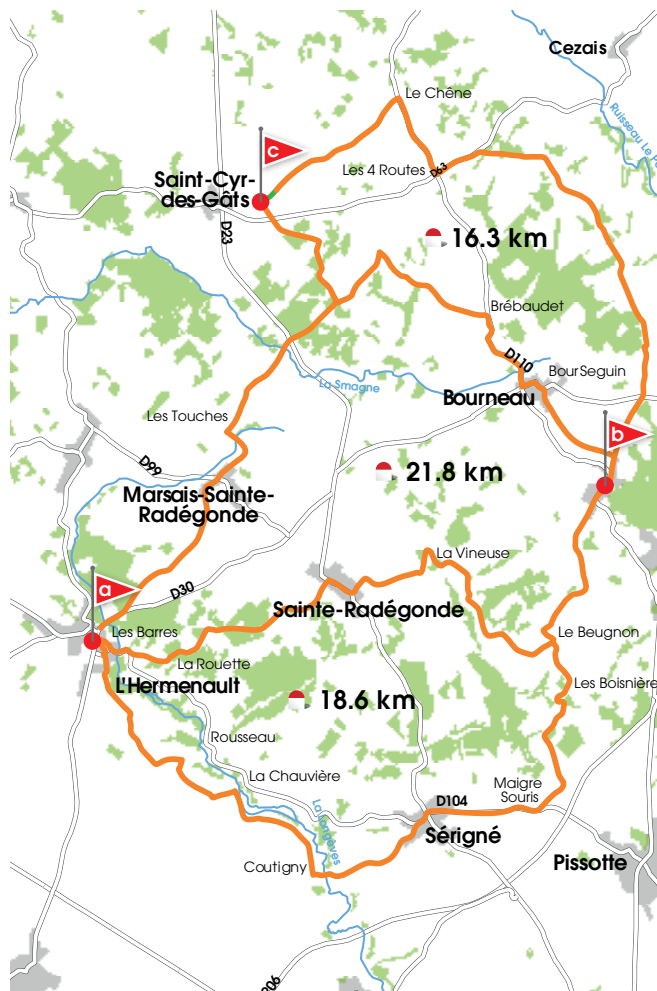 Cezais
Le Chêne
Ruisseau Le P
c
Les 4 Routes
D63
Saint-Cyr-
des-Gâts
D23
16.3 km
Brébaudet
D110
BourSeguin
La Smagne
Bourneau
Les Touches
b
D99
21.8 km
Marsais-Sainte-
Radégonde
La Vineuse
a
D30
Sainte-Radégonde
Les Barres
Le Beugnon
La Rouette
L'Hermenault
Les Boisnière
18.6 km
Rousseau
La Chauvière
Maigre
Souris
D104
La Longèves
Sérigné
Pissotte
Coutigny